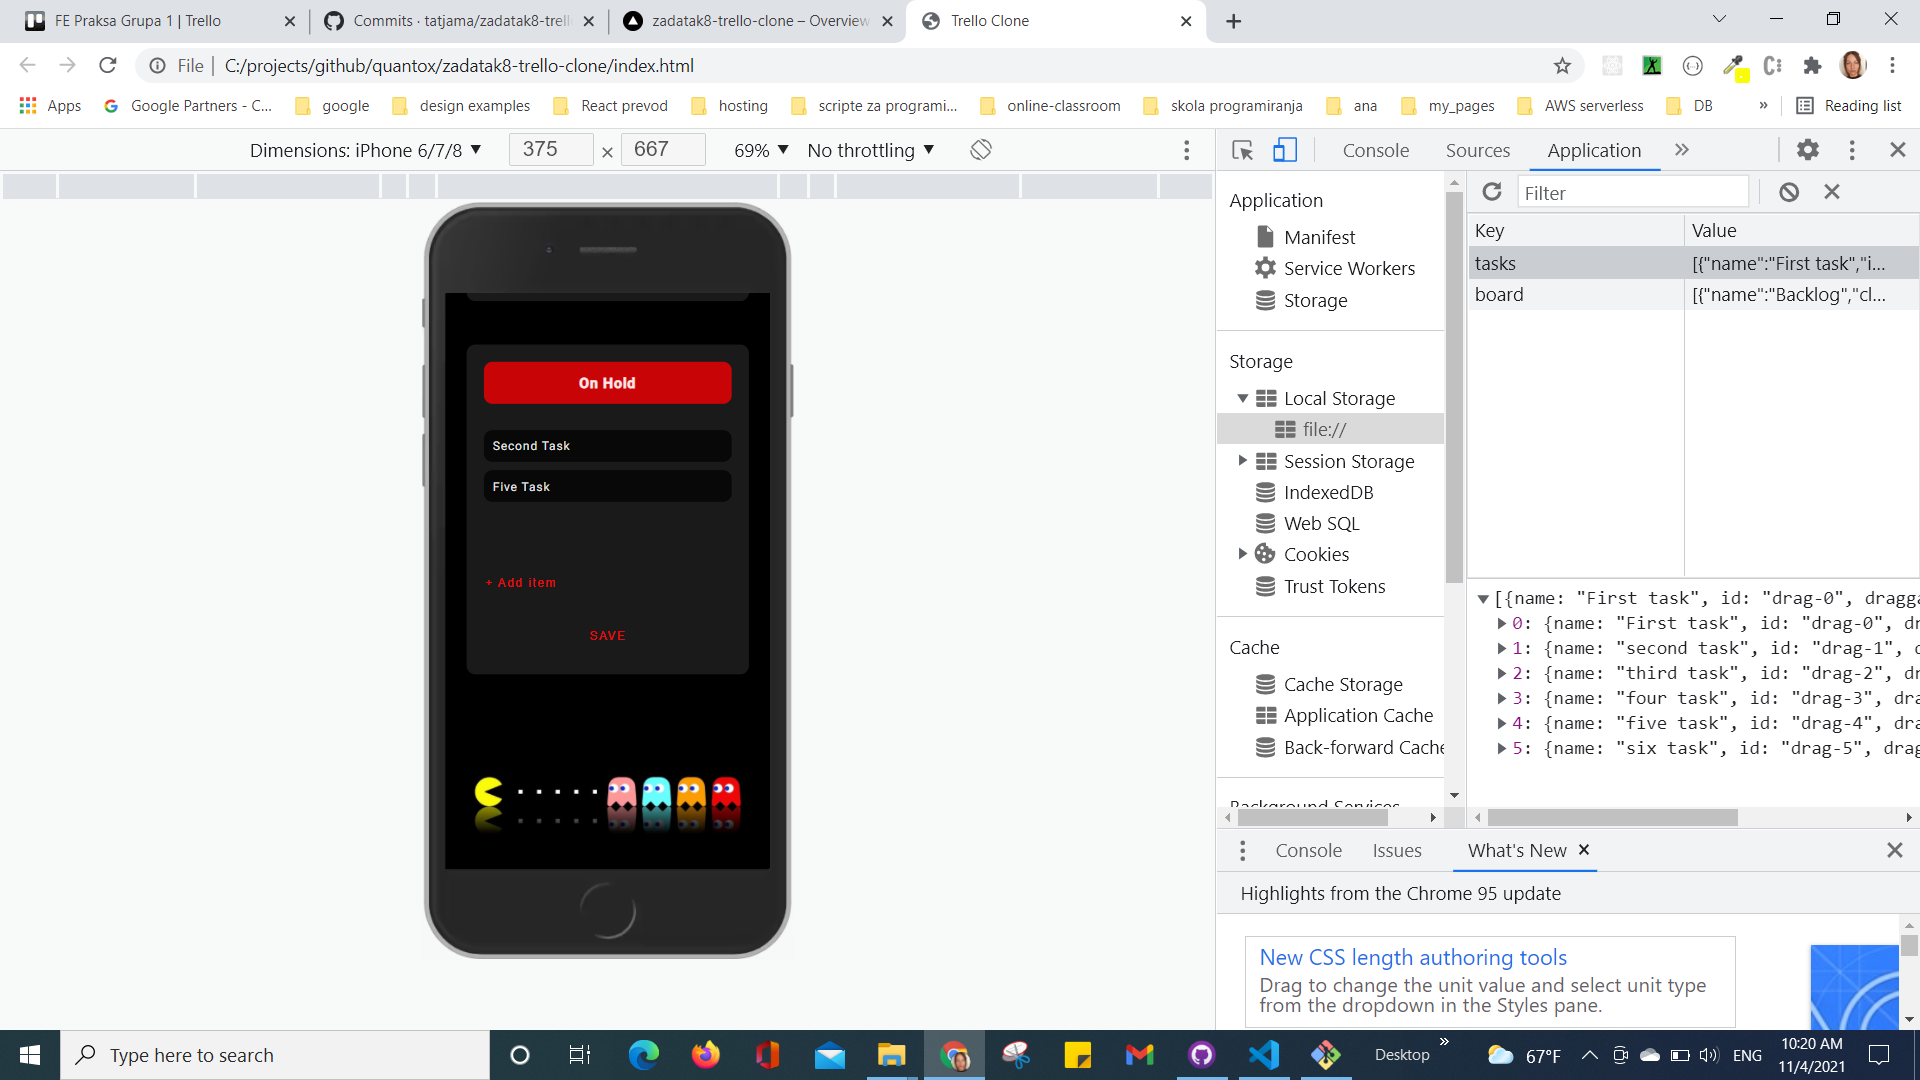 FE Praksa Grupa 1 | Trello
Commits · tatjama/zadatak8-trell
zadatak8-trello-clone – Overview
Trello Clone
File | C:/projects/github/quantox/zadatak8-trello-clone/index.html
Apps
Google Partners - C...
google
design examples
React prevod
hosting
scripte za programi...
online-classroom
skola programiranja
ana
my_pages
AWS serverless
DB
»
Reading list
Dimensions: iPhone 6/7/8 ▼
375 × 667
69% ▼
No throttling ▼
Console
Sources
Application
»
On Hold
Second Task
Five Task
+ Add item
SAVE
Application
Manifest
Service Workers
Storage
Storage
Local Storage
file://
Session Storage
IndexedDB
Web SQL
Cookies
Trust Tokens
Cache
Cache Storage
Application Cache
Back-forward Cache
Background Services
Filter
Key Value
tasks [{"name":"First task","i...
board [{"name":"Backlog","cl...
[{name: "First task", id: "drag-0", dragga
0: {name: "First task", id: "drag-0", dr
1: {name: "second task", id: "drag-1", d
2: {name: "third task", id: "drag-2", dr
3: {name: "four task", id: "drag-3", dra
4: {name: "five task", id: "drag-4", dra
5: {name: "six task", id: "drag-5", drag
Console
Issues
What's New
Highlights from the Chrome 95 update
New CSS length authoring tools
Drag to change the unit value and select unit type
from the dropdown in the Styles pane.
Type here to search
Desktop »
67°F
ENG
10:20 AM
11/4/2021